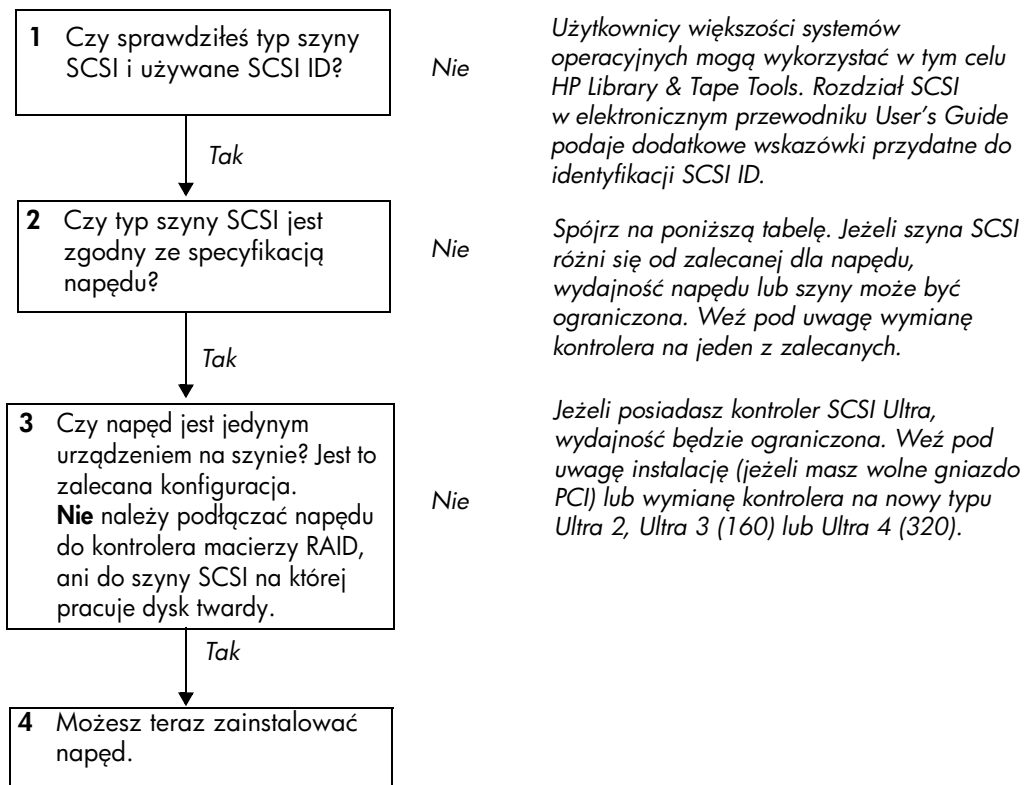 1 Czy sprawdziłeś typ szyny
SCSI i używane SCSI ID?
Nie
Użytkownicy większości systemów
operacyjnych mogą wykorzystać w tym celu
HP Library & Tape Tools. Rozdział SCSI
w elektronicznym przewodniku User's Guide
podaje dodatkowe wskazówki przydatne do
identyfikacji SCSI ID.
Tak
2 Czy typ szyny SCSI jest
zgodny ze specyfikacją
napędu?
Nie
Spójrz na poniższą tabelę. Jeżeli szyna SCSI
różni się od zalecanej dla napędu,
wydajność napędu lub szyny może być
ograniczona. Weź pod uwagę wymianę
kontrolera na jeden z zalecanych.
Tak
3 Czy napęd jest jedynym
urządzeniem na szynie? Jest to
zalecana konfiguracja.
Nie należy podłączać napędu
do kontrolera macierzy RAID,
ani do szyny SCSI na której
pracuje dysk twardy.
Nie
Jeżeli posiadasz kontroler SCSI Ultra,
wydajność będzie ograniczona. Weź pod
uwagę instalację (jeżeli masz wolne gniazdo
PCI) lub wymianę kontrolera na nowy typu
Ultra 2, Ultra 3 (160) lub Ultra 4 (320).
Tak
4 Możesz teraz zainstalować
napęd.